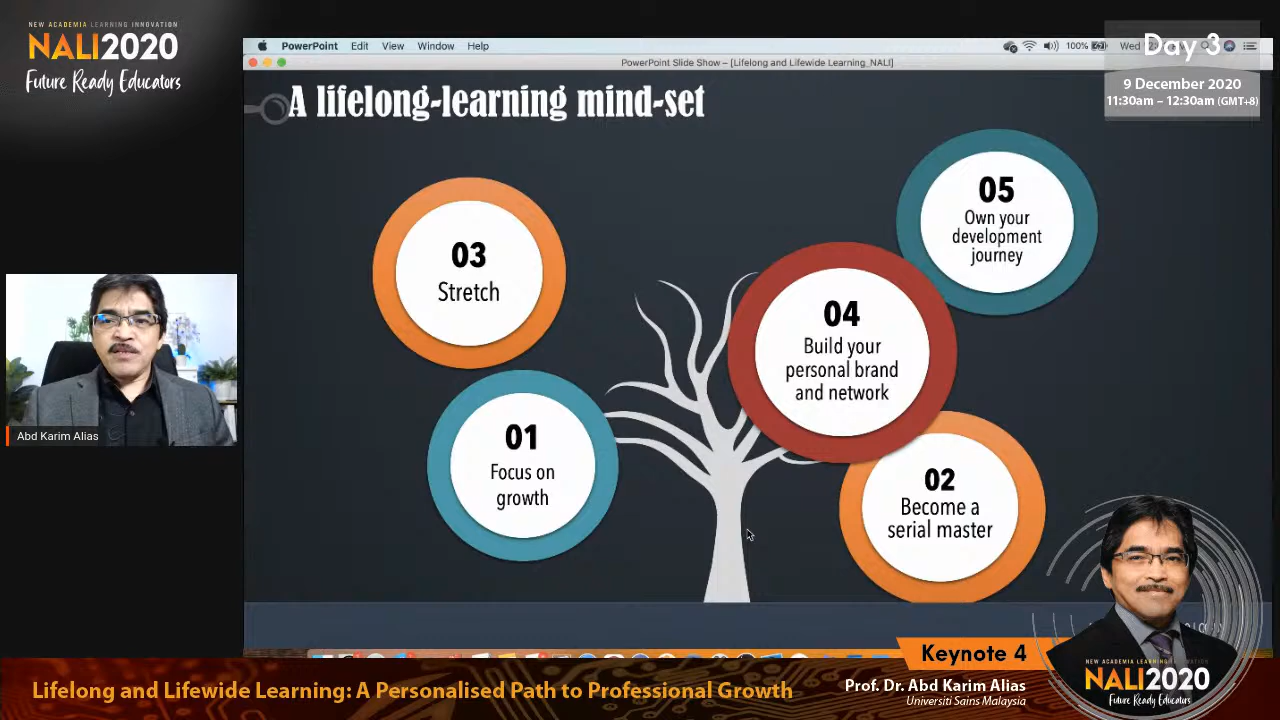 NEW ACADEMIA LEARNING INNOVATION
NALI2020
Future Ready Educators
PowerPoint Edit View Window Help
100%
Wed
Day 3
PowerPoint Slide Show – [Lifelong and Lifewide Learning_NALI]
9 December 2020
11:30am – 12:30am (GMT+8)
A lifelong-learning mind-set
05
Own your
development
journey
03
Stretch
04
Build your
personal brand
and network
01
Focus on
growth
02
Become a
serial master
Abd Karim Alias
Keynote 4
Lifelong and Lifewide Learning: A Personalised Path to Professional Growth
Prof. Dr. Abd Karim Alias
Universiti Sains Malaysia
NEW ACADEMIA LEARNING INNOVATION
NALI2020
Future Ready Educators